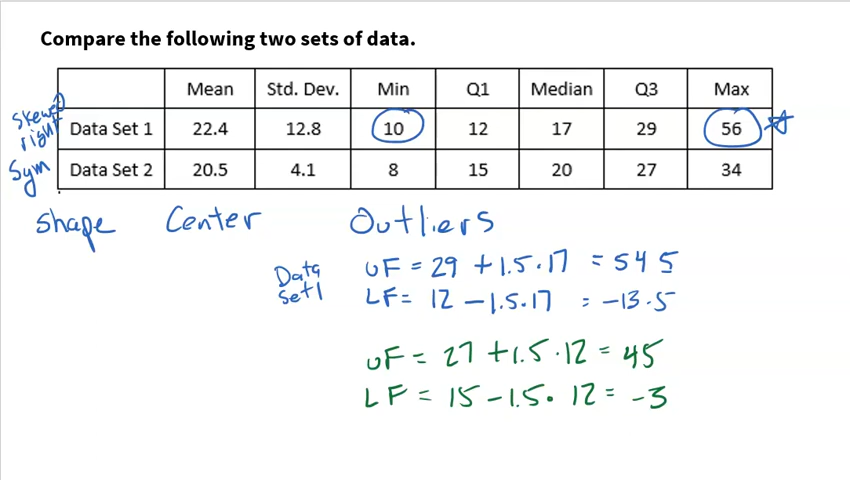 Compare the following two sets of data.
Mean Std. Dev. Min Q1 Median Q3 Max
skewed
right
Data Set 1 22.4 12.8 10 12 17 29 56
Sym Data Set 2 20.5 4.1 8 15 20 27 34
Shape Center Outliers
Data
Set 1
UF = 29 + 1.5 · 17 = 54 5
LF = 12 - 1.5 · 17 = -13.5
UF = 27 + 1.5 · 12 = 45
LF = 15 - 1.5 · 12 = -3